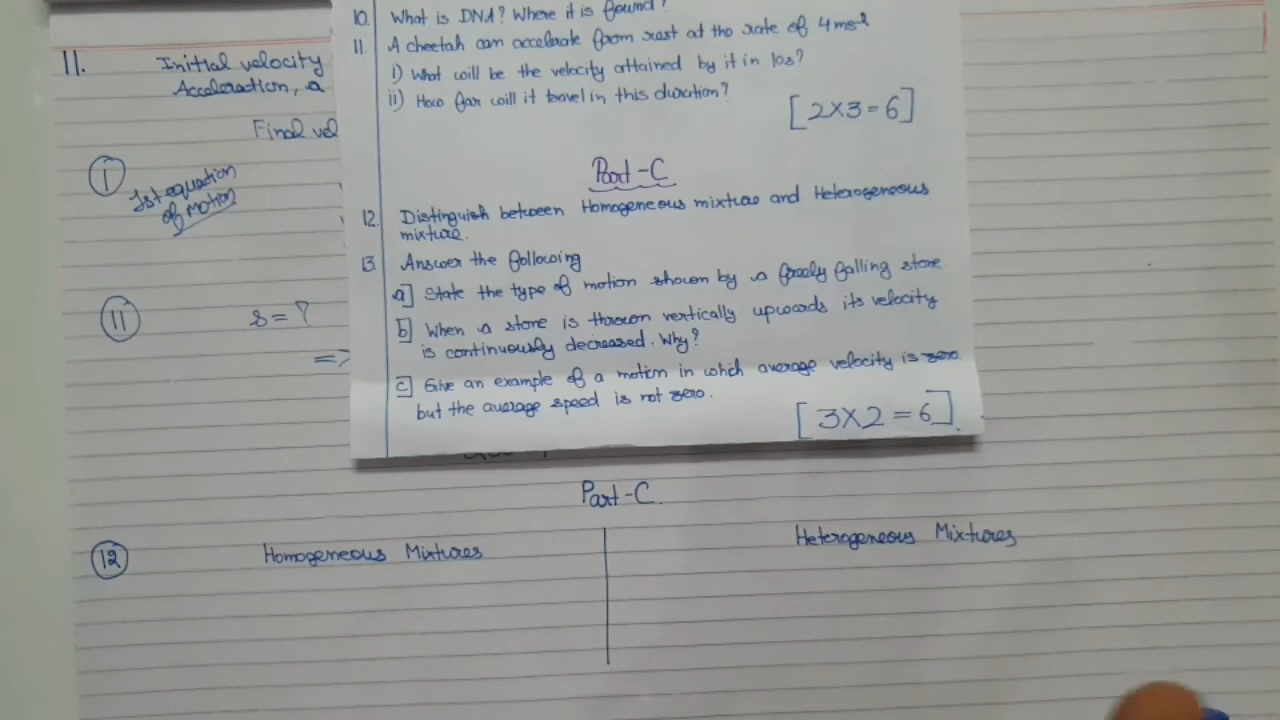 10. What is DNA? Where it is found?
11. A cheetah can accelerate from rest at the rate of 4ms²
i) What will be the velocity attained by it in 10s?
ii) How far will it travel in this duration?
[2×3=6]
Part-C
12. Distinguish between Homogeneous mixture and Heterogeneous
mixture.
13. Answer the following
a] State the type of motion shown by a freely falling stone.
b] When a stone is thrown vertically upwards its velocity
is continuously decreased. Why?
c] Give an example of a motion in which average velocity is zero
but the average speed is not zero.
[3×2=6].
11. Initial velocity
Acceleration, a
Final vel
i
Ist equation
of motion
ii s = ?
=>
Part-C.
12 Homogeneous Mixtures Heterogeneous Mixtures